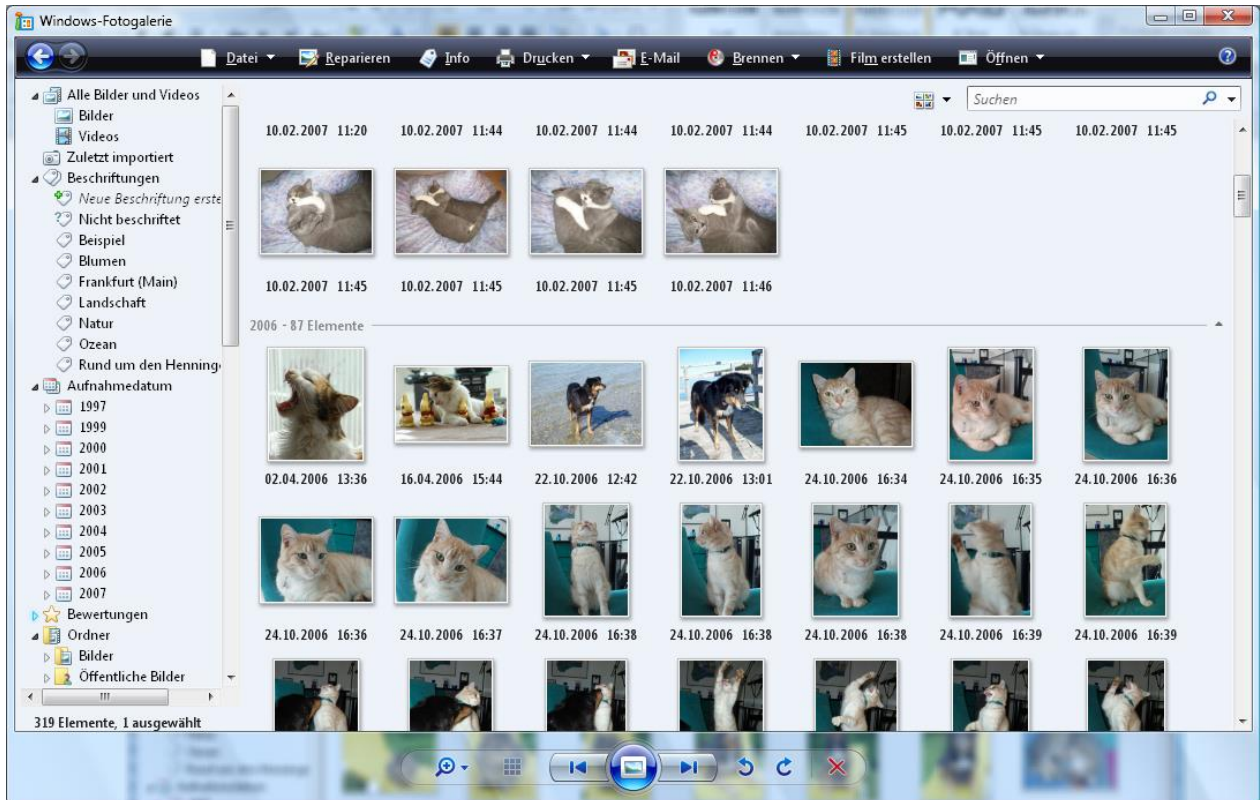 Windows-Fotogalerie
Datei Reparieren Info Drucken E-Mail Brennen Film erstellen Öffnen
Suchen
Alle Bilder und Videos
Bilder
Videos
Zuletzt importiert
Beschriftungen
Neue Beschriftung erste
Nicht beschriftet
Beispiel
Blumen
Frankfurt (Main)
Landschaft
Natur
Ozean
Rund um den Henning
Aufnahmedatum
1997
1999
2000
2001
2002
2003
2004
2005
2006
2007
Bewertungen
Ordner
Bilder
Öffentliche Bilder
319 Elemente, 1 ausgewählt
10.02.2007 11:20 10.02.2007 11:44 10.02.2007 11:44 10.02.2007 11:44 10.02.2007 11:45 10.02.2007 11:45 10.02.2007 11:45
10.02.2007 11:45 10.02.2007 11:45 10.02.2007 11:45 10.02.2007 11:46
2006 - 87 Elemente
02.04.2006 13:36 16.04.2006 15:44 22.10.2006 12:42 22.10.2006 13:01 24.10.2006 16:34 24.10.2006 16:35 24.10.2006 16:36
24.10.2006 16:36 24.10.2006 16:37 24.10.2006 16:38 24.10.2006 16:38 24.10.2006 16:38 24.10.2006 16:39 24.10.2006 16:39